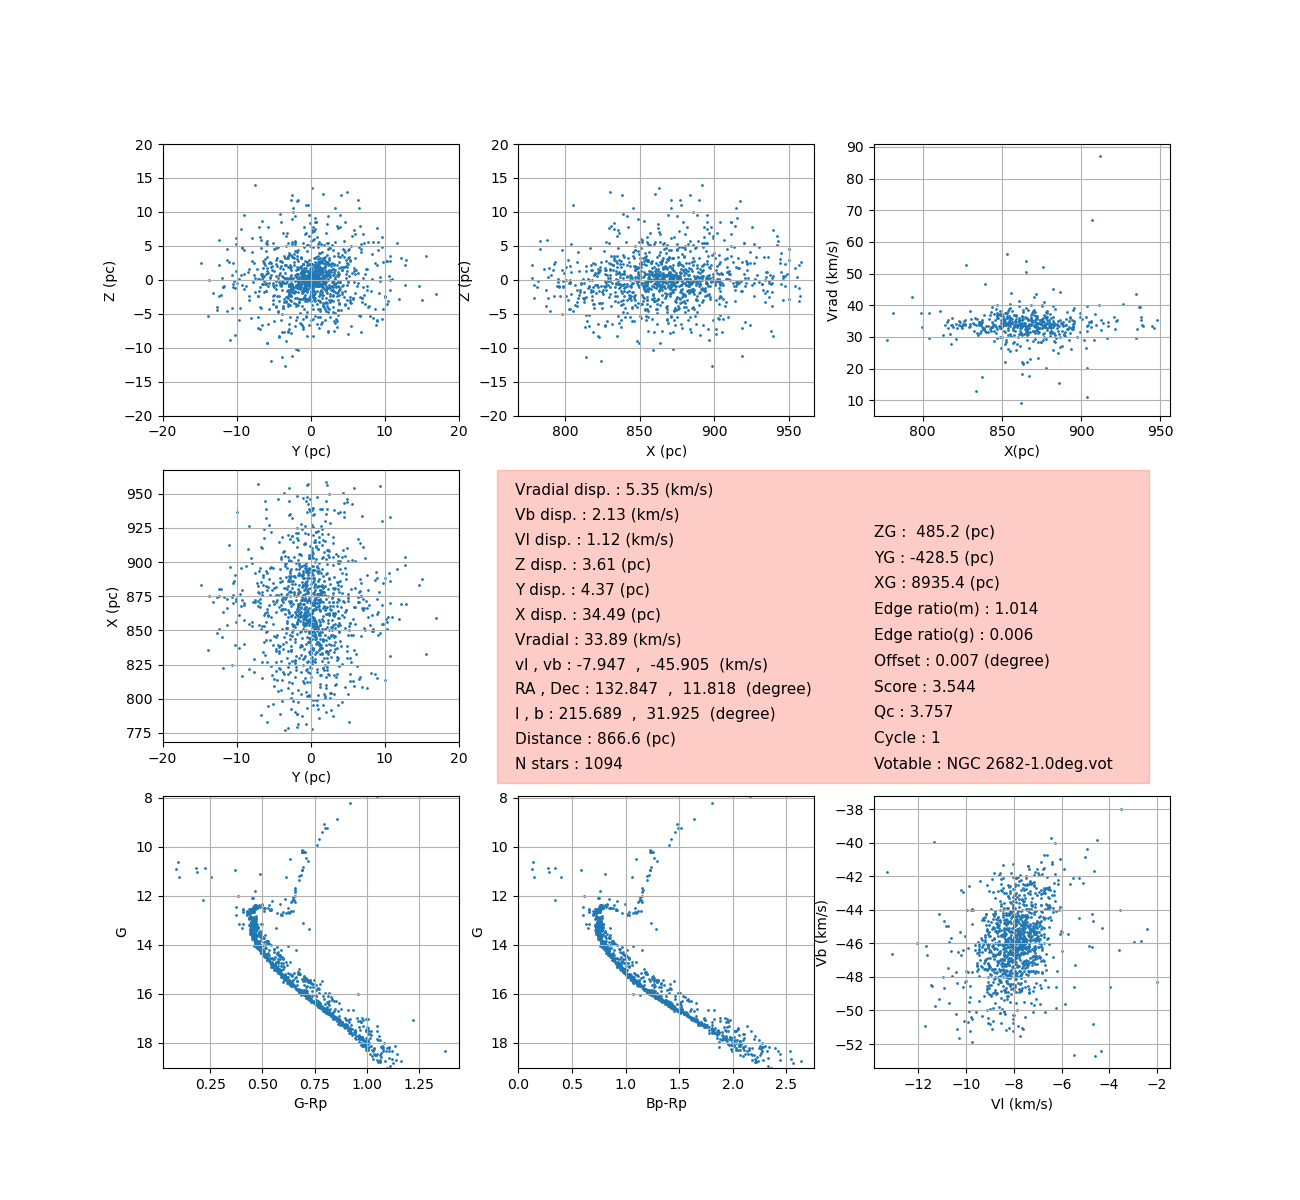 20
15
10
5
0
−5
−10
−15
−20
Z (pc)
−20 −10 0 10 20
Y (pc)
20
15
10
5
0
−5
−10
−15
−20
Z (pc)
800 850 900 950
X (pc)
90
80
70
60
50
40
30
20
10
Vrad (km/s)
800 850 900 950
X(pc)
950
925
900
875
850
825
800
775
X (pc)
−20 −10 0 10 20
Y (pc)
Vradial disp. : 5.35 (km/s)
Vb disp. : 2.13 (km/s)
Vl disp. : 1.12 (km/s)
Z disp. : 3.61 (pc)
Y disp. : 4.37 (pc)
X disp. : 34.49 (pc)
Vradial : 33.89 (km/s)
vl , vb : -7.947 , -45.905 (km/s)
RA , Dec : 132.847 , 11.818 (degree)
l , b : 215.689 , 31.925 (degree)
Distance : 866.6 (pc)
N stars : 1094
ZG : 485.2 (pc)
YG : -428.5 (pc)
XG : 8935.4 (pc)
Edge ratio(m) : 1.014
Edge ratio(g) : 0.006
Offset : 0.007 (degree)
Score : 3.544
Qc : 3.757
Cycle : 1
Votable : NGC 2682-1.0deg.vot
8
10
12
14
16
18
G
0.25 0.50 0.75 1.00 1.25
G-Rp
8
10
12
14
16
18
G
0.0 0.5 1.0 1.5 2.0 2.5
Bp-Rp
−38
−40
−42
−44
−46
−48
−50
−52
Vb (km/s)
−12 −10 −8 −6 −4 −2
Vl (km/s)